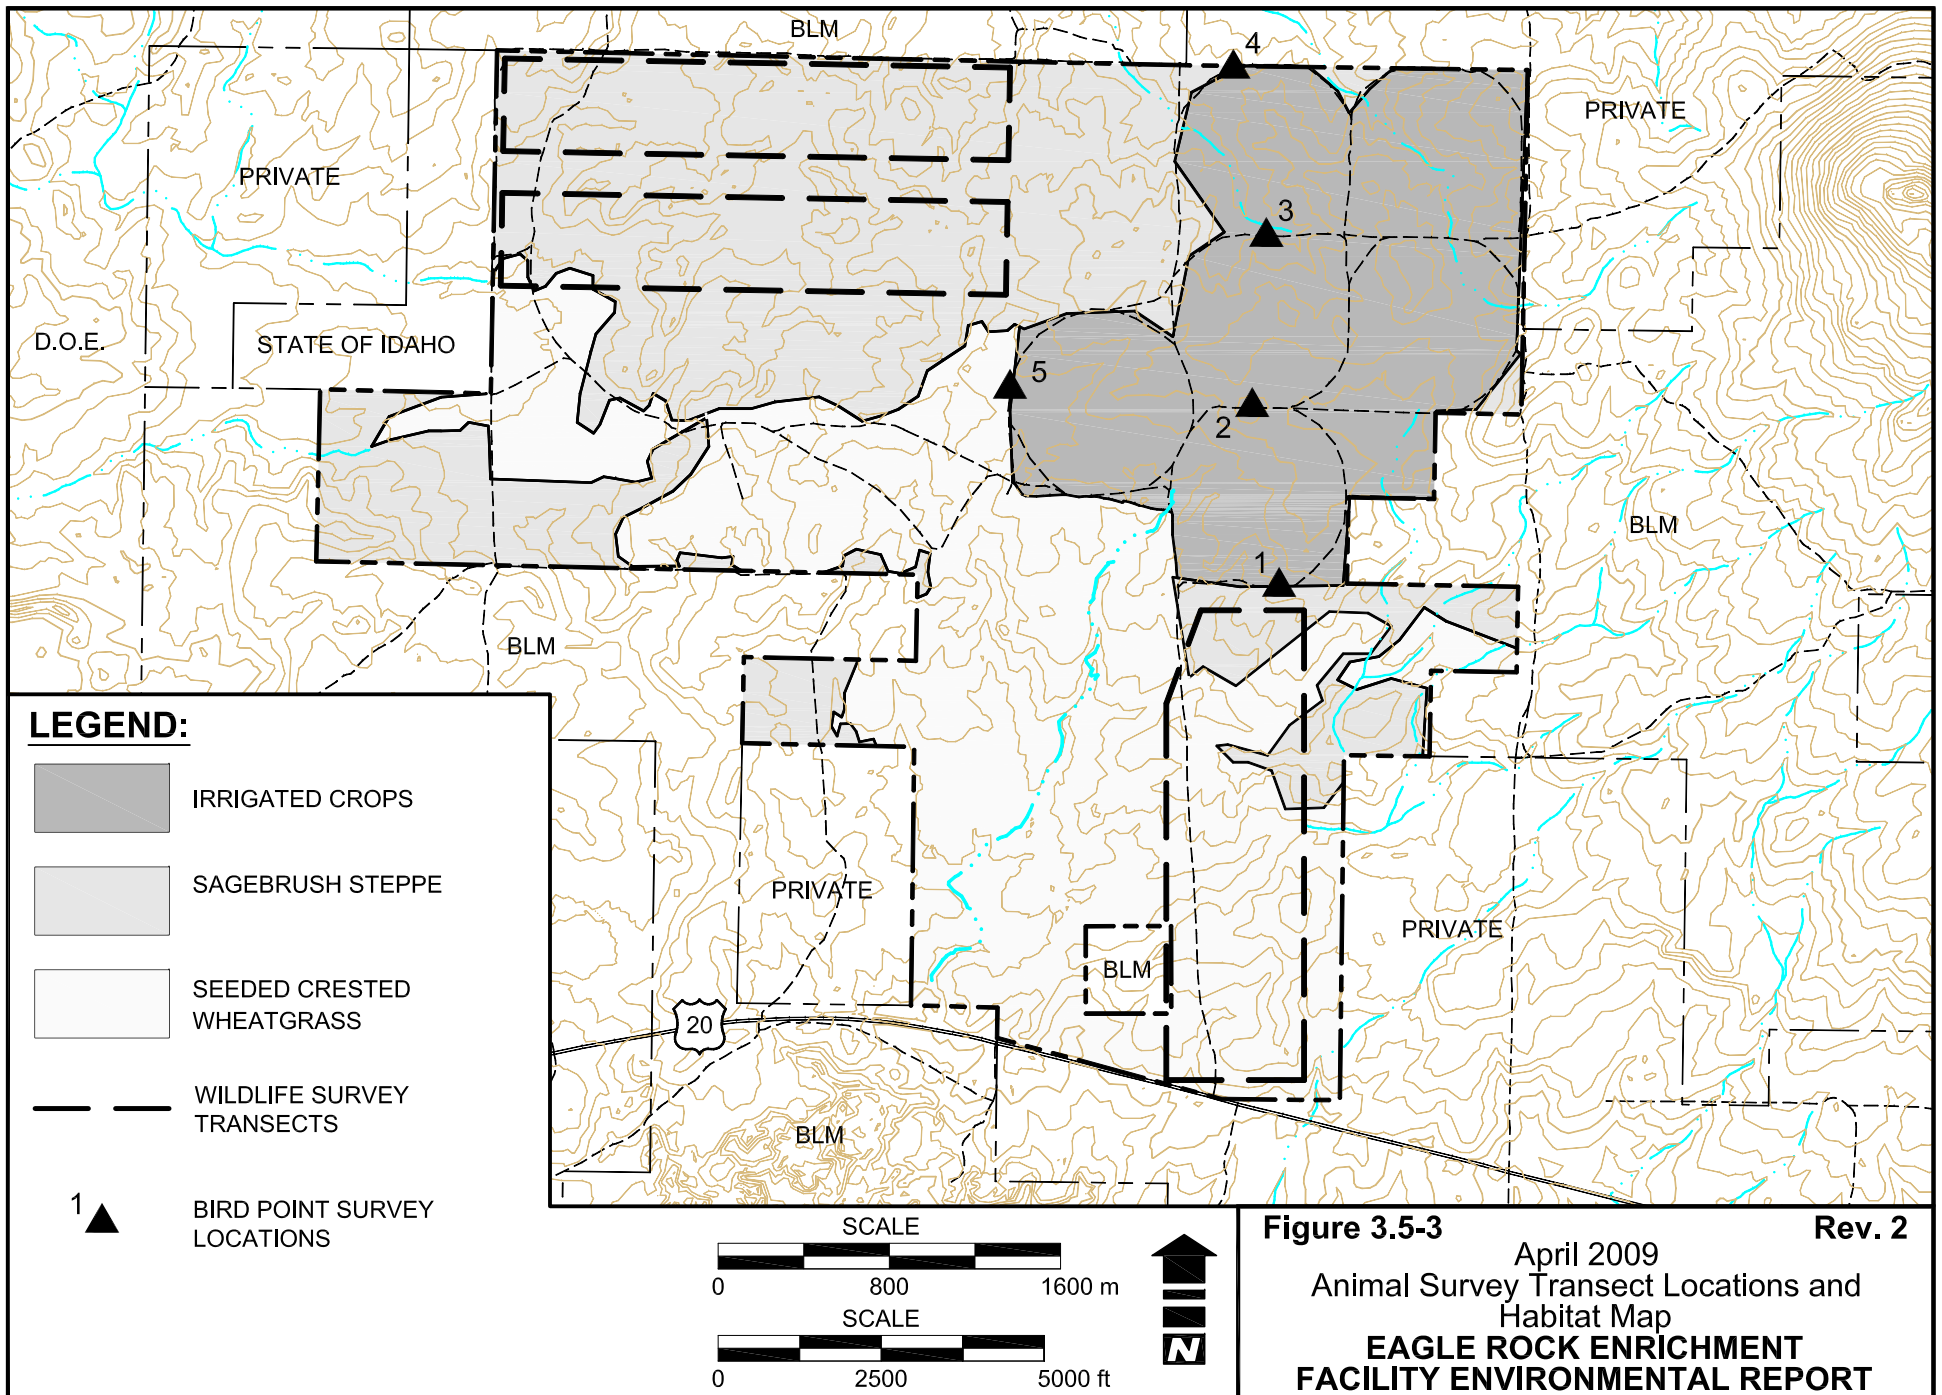 BLM
4
PRIVATE
PRIVATE
3
D.O.E.
STATE OF IDAHO
5
2
BLM
1
BLM
PRIVATE
BLM
PRIVATE
20
BLM
LEGEND:
IRRIGATED CROPS
SAGEBRUSH STEPPE
SEEDED CRESTED
WHEATGRASS
WILDLIFE SURVEY
TRANSECTS
1
BIRD POINT SURVEY
LOCATIONS
SCALE
0 800 1600 m
SCALE
0 2500 5000 ft
N
Figure 3.5-3 Rev. 2
April 2009
Animal Survey Transect Locations and
Habitat Map
EAGLE ROCK ENRICHMENT
FACILITY ENVIRONMENTAL REPORT